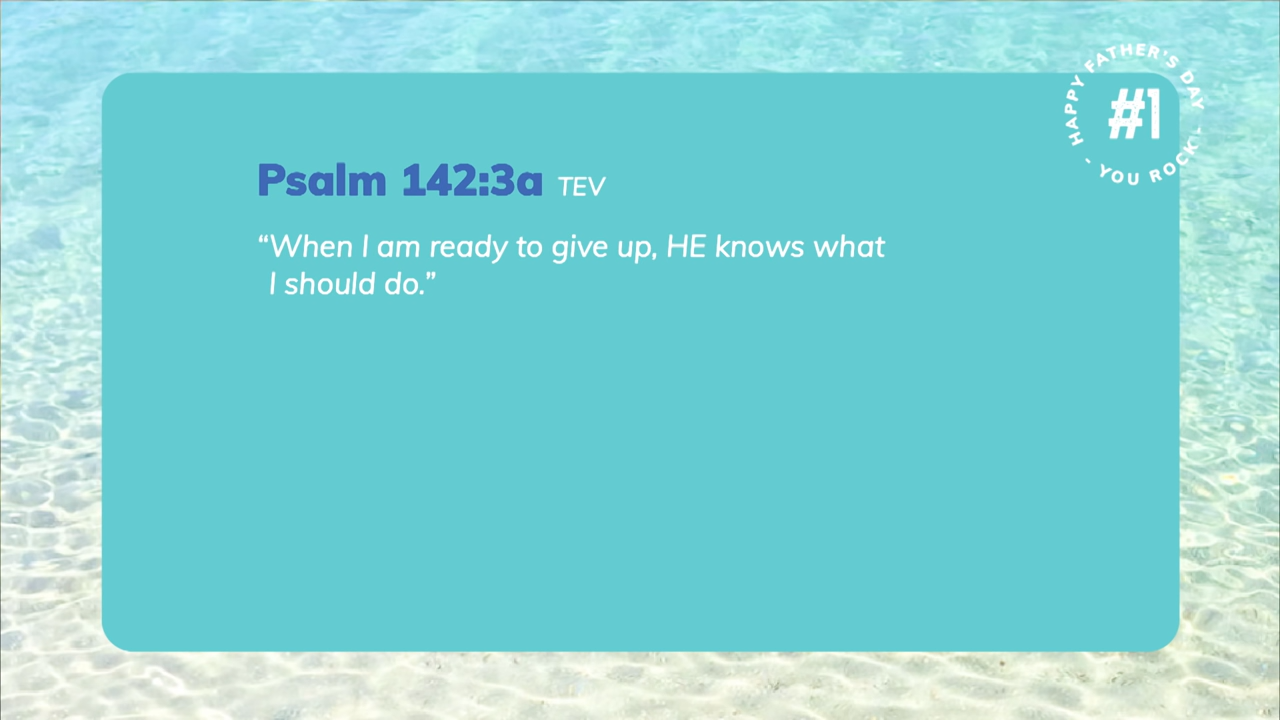 HAPPY FATHER'S DAY
#1
- YOU ROCK -
Psalm 142:3a TEV
“When I am ready to give up, HE knows what
I should do.”